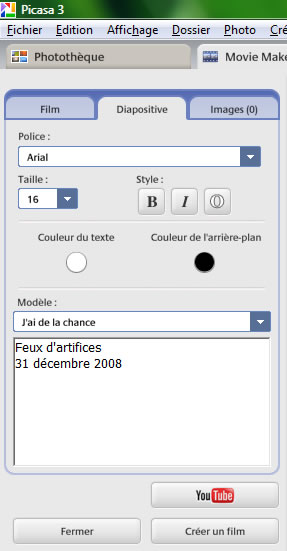 Picasa 3
Fichier Edition Affichage Dossier Photo Cré
Photothèque Movie Make
Film Diapositive Images (0)
Police :
Arial
Taille : Style :
16 B I O
Couleur du texte Couleur de l'arrière-plan
Modèle :
J'ai de la chance
Feux d'artifices
31 décembre 2008
YouTube
Fermer Créer un film